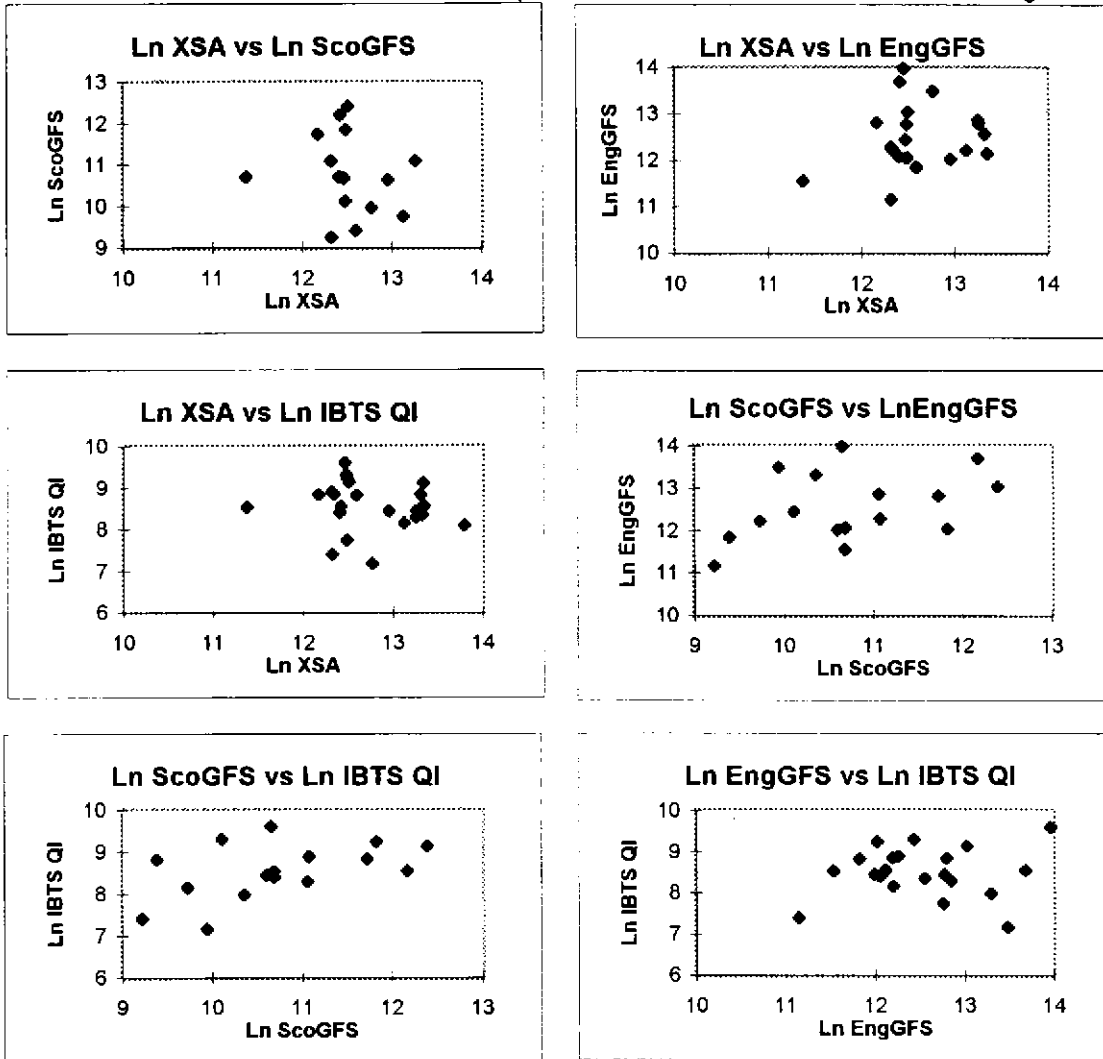 Ln XSA vs Ln ScoGFS
Ln ScoGFS
13
12
11
10
9
10 11 12 13 14
Ln XSA
Ln XSA vs Ln EngGFS
Ln EngGFS
14
13
12
11
10
10 11 12 13 14
Ln XSA
Ln XSA vs Ln IBTS QI
Ln IBTS QI
10
9
8
7
6
10 11 12 13 14
Ln XSA
Ln ScoGFS vs LnEngGFS
Ln EngGFS
14
13
12
11
10
9 10 11 12 13
Ln ScoGFS
Ln ScoGFS vs Ln IBTS QI
Ln IBTS QI
10
9
8
7
6
9 10 11 12 13
Ln ScoGFS
Ln EngGFS vs Ln IBTS QI
Ln IBTS QI
10
9
8
7
6
10 11 12 13 14
Ln EngGFS